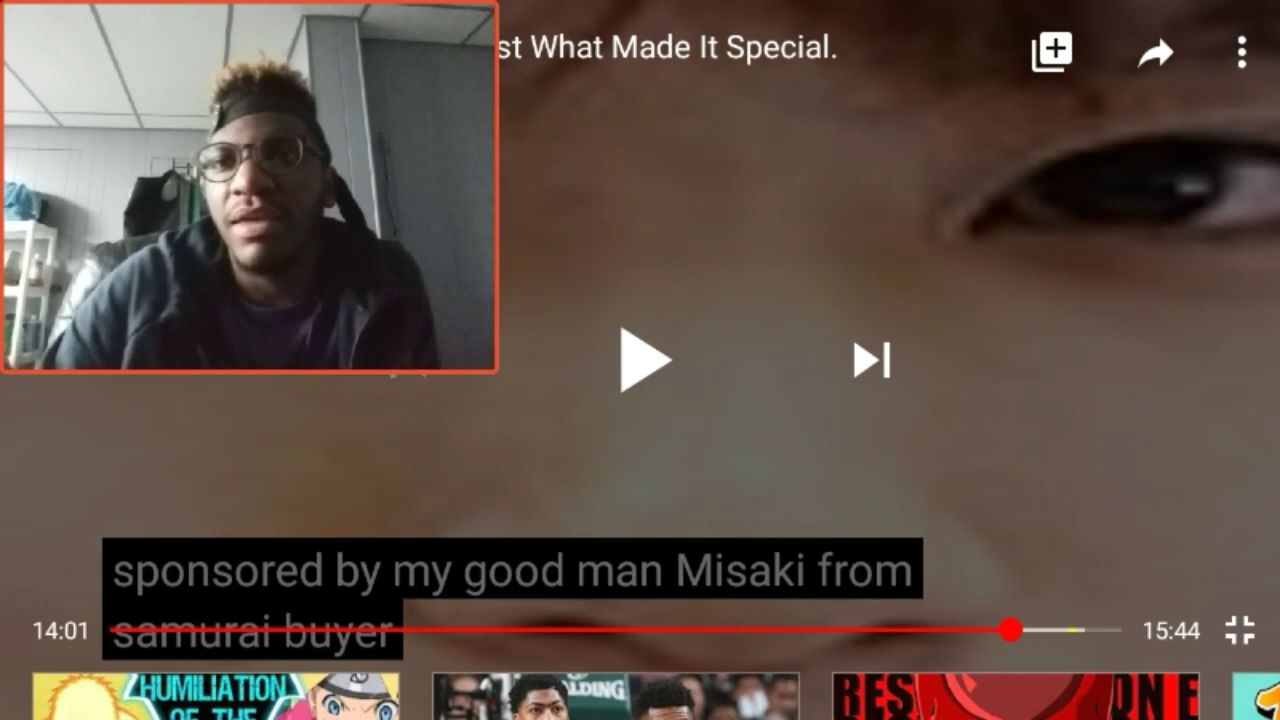 st What Made It Special.
sponsored by my good man Misaki from
14:01
samurai buyer
15:44
HUMILIATION
OF THE
BES
ON E